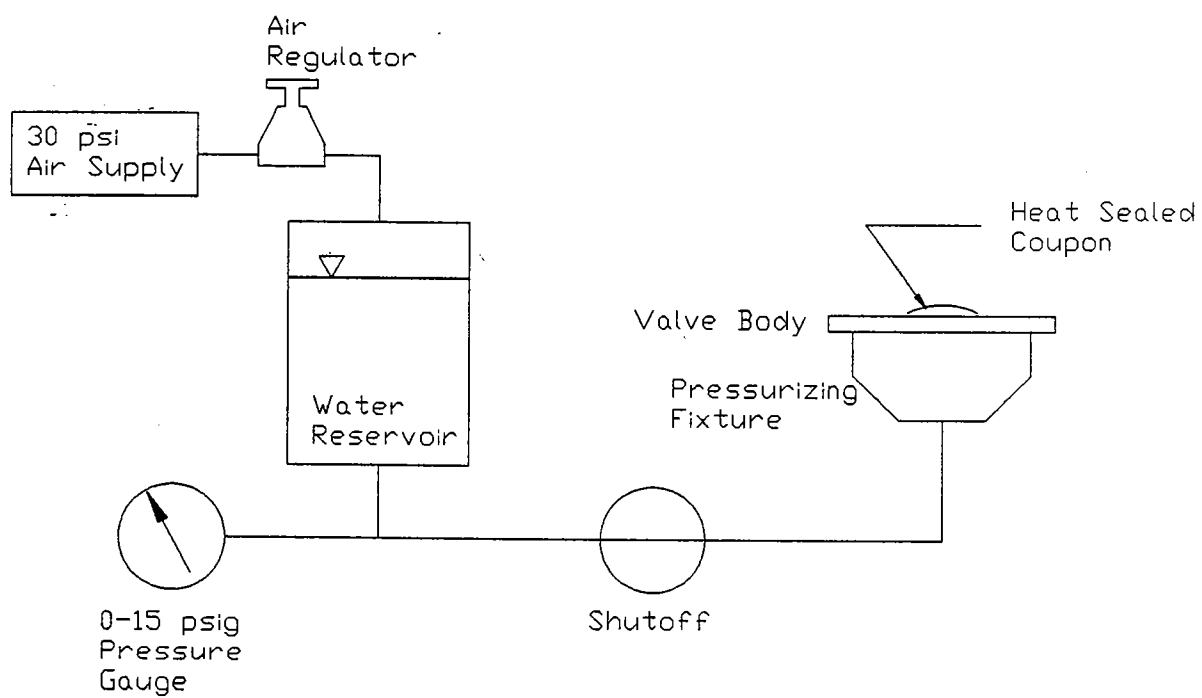 Air
Regulator
30 psi
Air Supply
Heat Sealed
Coupon
Valve Body
Pressurizing
Fixture
Water
Reservoir
0-15 psig
Pressure
Gauge
Shutoff